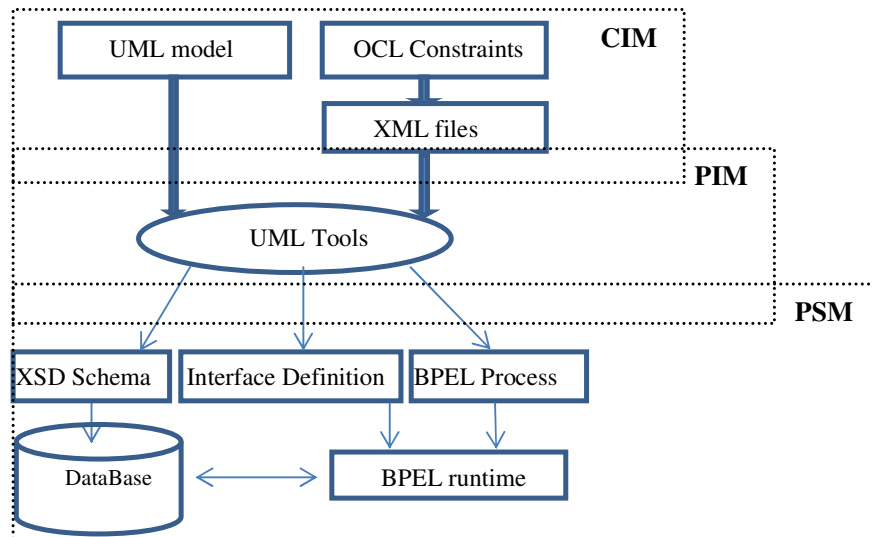 CIM
UML model
OCL Constraints
XML files
PIM
UML Tools
PSM
XSD Schema
Interface Definition
BPEL Process
DataBase
BPEL runtime